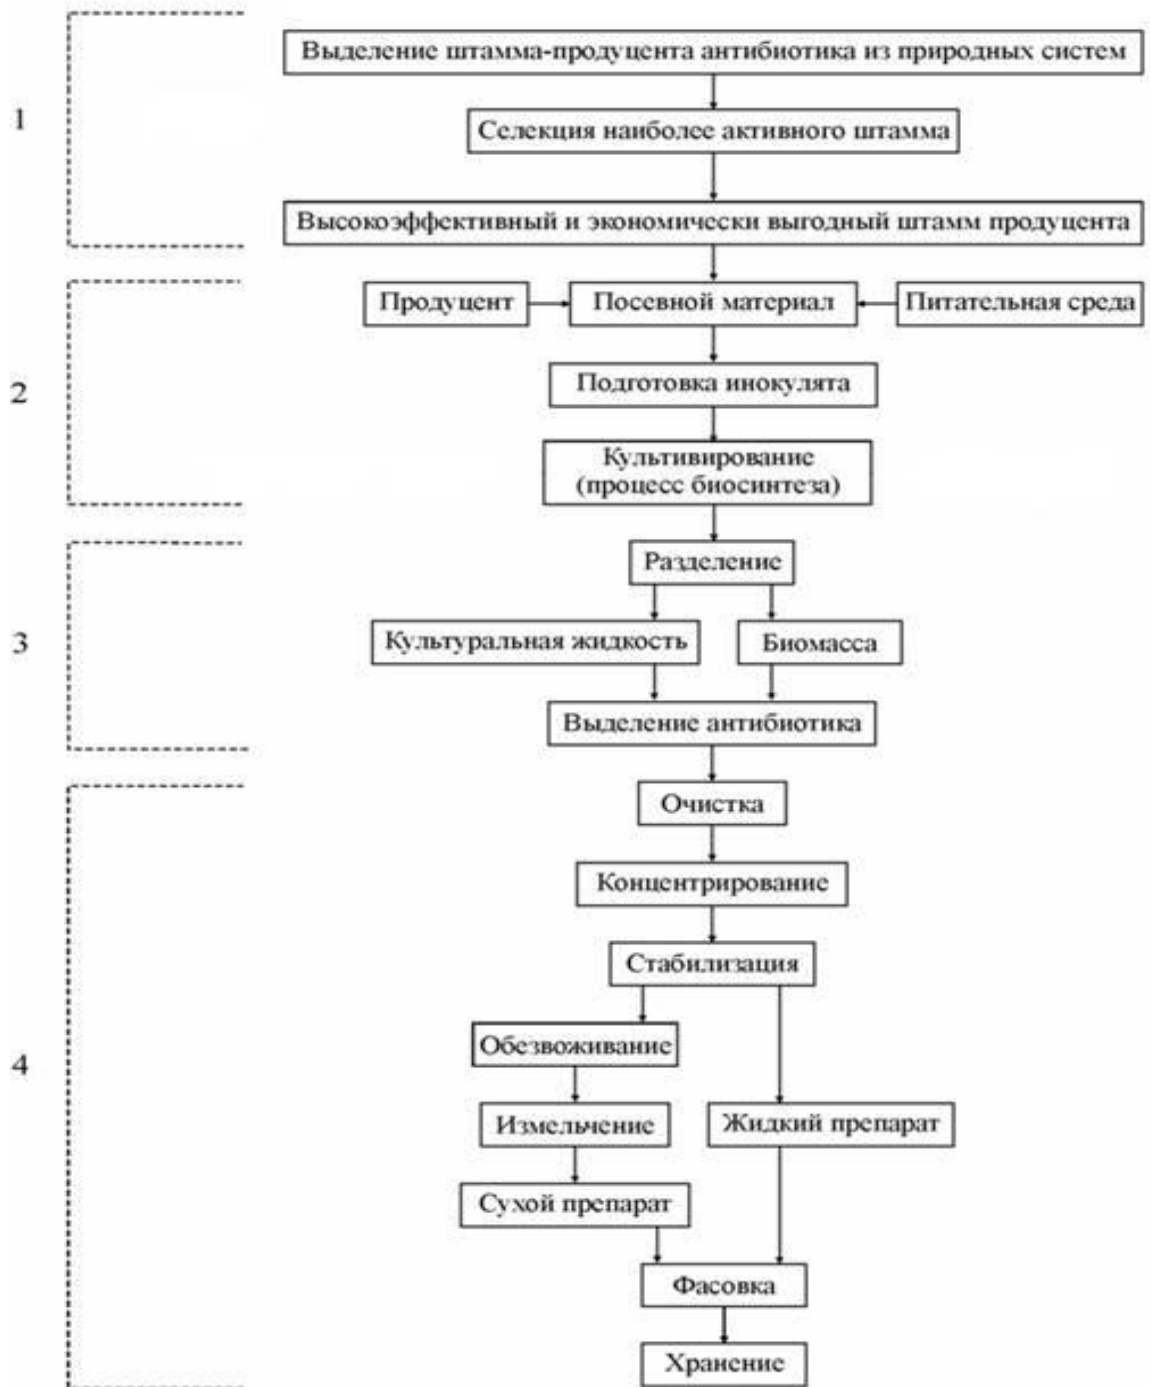 Выделение штамма-продуцента антибиотика из природных систем
1
Селекция наиболее активного штамма
Высокоэффективный и экономически выгодный штамм продуцента
Продуцент
Посевной материал
Питательная среда
2
Подготовка инокулята
Культивирование
(процесс биосинтеза)
Разделение
3
Культуральная жидкость
Биомасса
Выделение антибиотика
Очистка
Концентрирование
Стабилизация
Обезвоживание
4
Измельчение
Жидкий препарат
Сухой препарат
Фасовка
Хранение